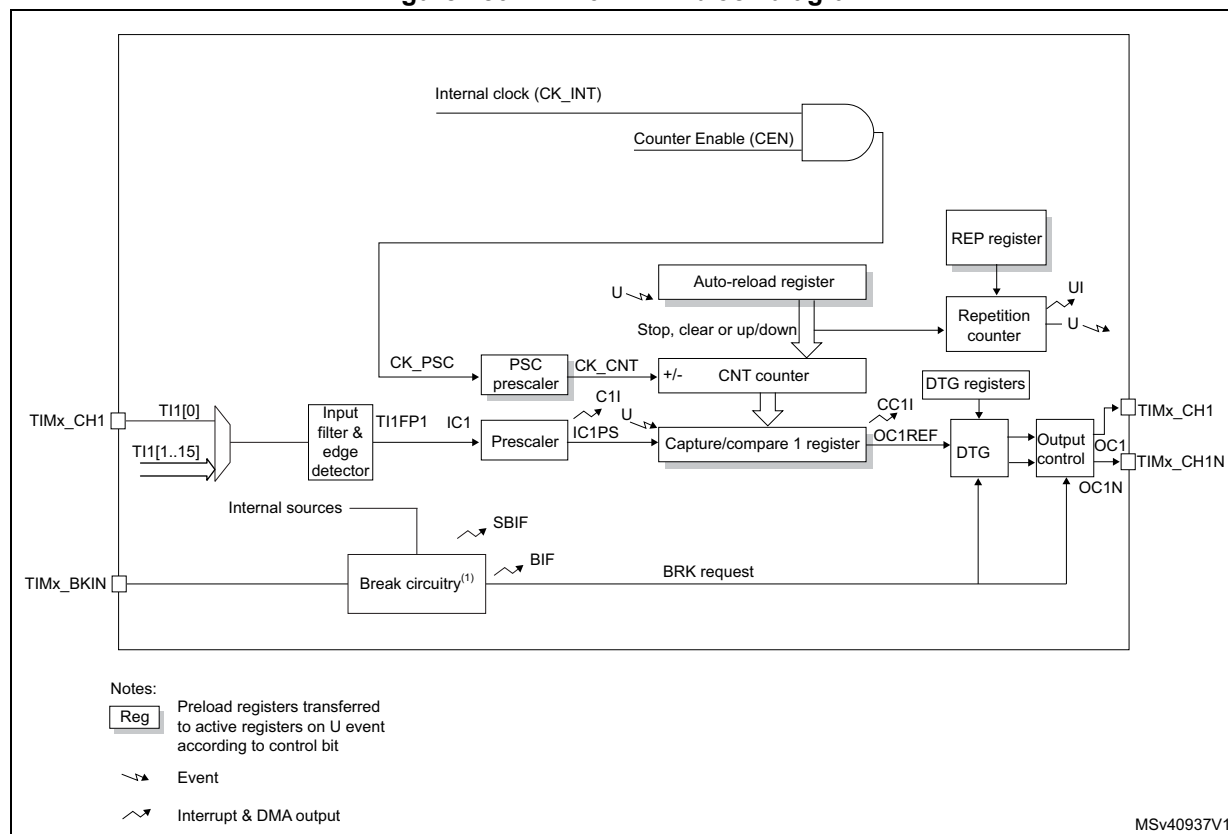 Internal clock (CK_INT)
Counter Enable (CEN)
REP register
Auto-reload register
U
UI
Stop, clear or up/down
Repetition
counter
U
CK_PSC
PSC
prescaler
CK_CNT
+/-
CNT counter
DTG registers
TIMx_CH1
TI1[0]
TI1[1..15]
Input
filter &
edge
detector
TI1FP1
IC1
Prescaler
C1I
IC1PS
U
Capture/compare 1 register
CC1I
OC1REF
DTG
Output
control
OC1
TIMx_CH1
TIMx_CH1N
OC1N
Internal sources
SBIF
BIF
TIMx_BKIN
Break circuitry(1)
BRK request
Notes:
Reg
Preload registers transferred
to active registers on U event
according to control bit
Event
Interrupt & DMA output
MSv40937V1